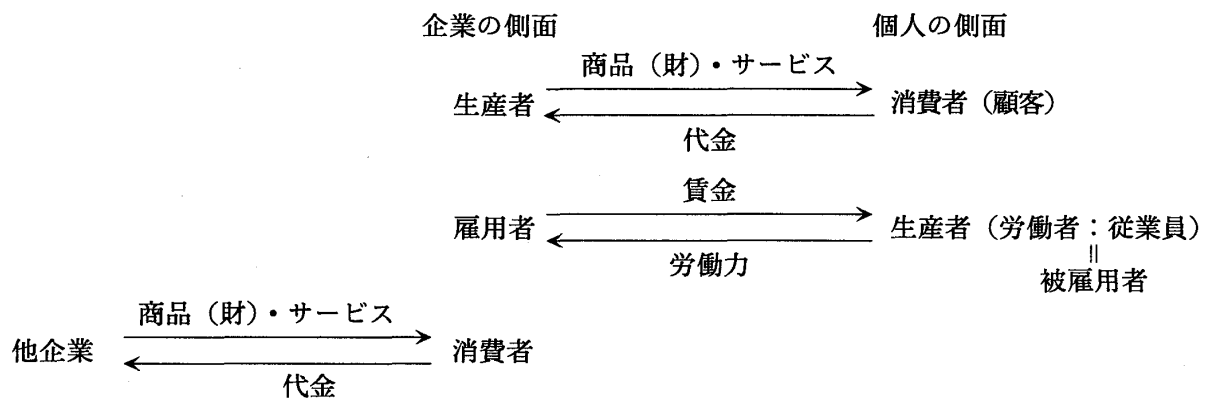 企業の側面 個人の側面
商品（財）・サービス
生産者 消費者（顧客）
代金
賃金
雇用者 生産者（労働者：従業員）
労働力
॥
被雇用者
商品（財）・サービス
他企業 消費者
代金